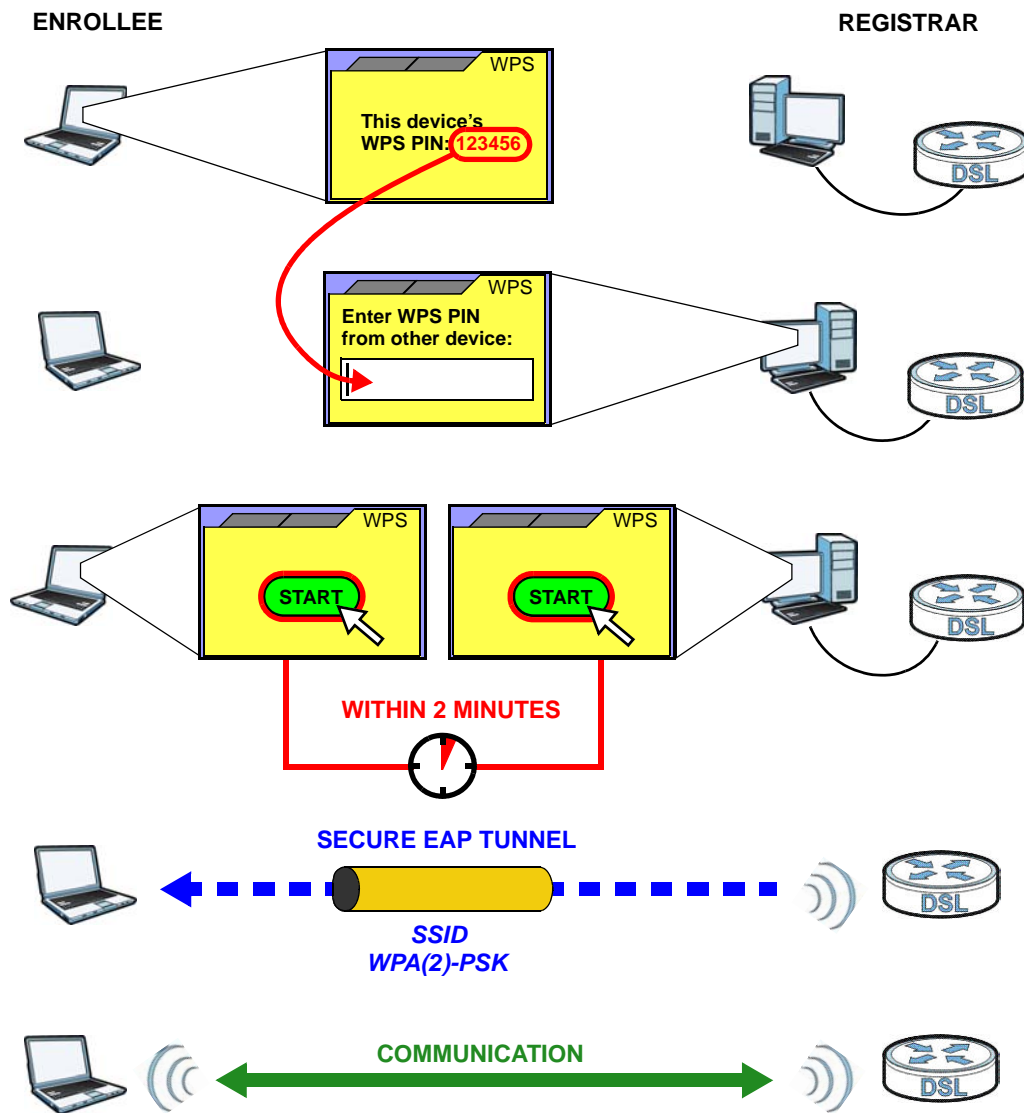 ENROLLEE
REGISTRAR
WPS
This device's
WPS PIN: 123456
DSL
WPS
Enter WPS PIN
from other device:
DSL
WPS
WPS
START
START
DSL
WITHIN 2 MINUTES
SECURE EAP TUNNEL
DSL
SSID
WPA(2)-PSK
COMMUNICATION
DSL